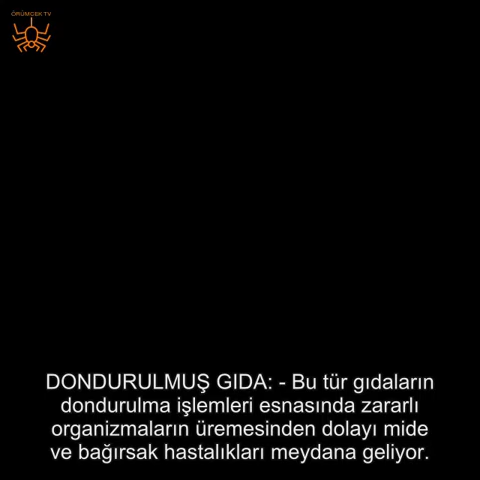 ÖRÜMCEK TV
DONDURULMUŞ GIDA: - Bu tür gıdaların
dondurulma işlemleri esnasında zararlı
organizmaların üremesinden dolayı mide
ve bağırsak hastalıkları meydana geliyor.